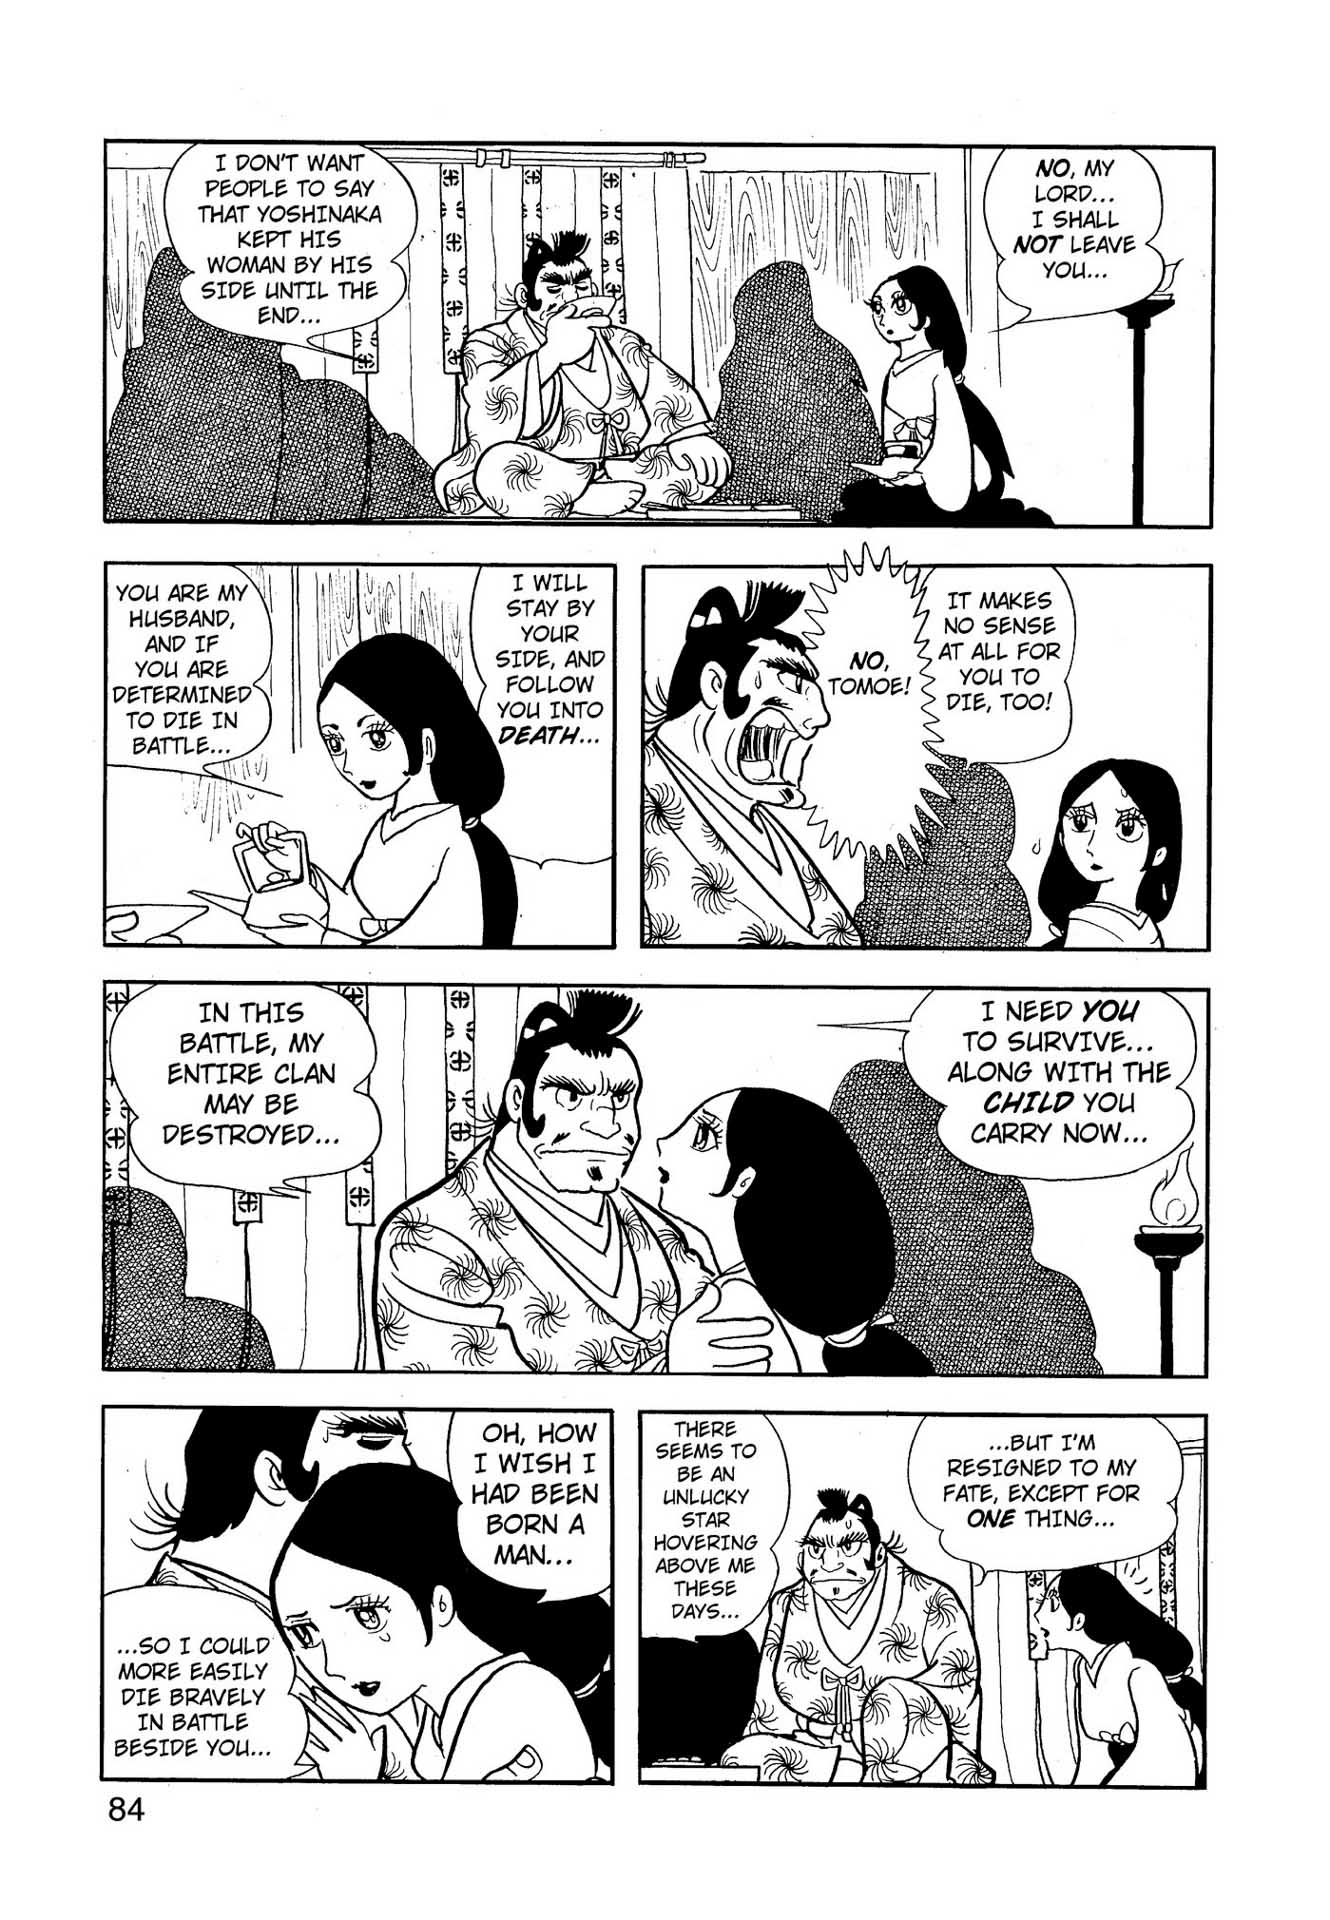 I DON'T WANT
PEOPLE TO SAY
THAT YOSHINAKA
KEPT HIS
WOMAN BY HIS
SIDE UNTIL THE
END...
NO, MY
LORD...
I SHALL
NOT LEAVE
YOU...
YOU ARE MY
HUSBAND,
AND IF
YOU ARE
DETERMINED
TO DIE IN
BATTLE...
I WILL
STAY BY
YOUR
SIDE, AND
FOLLOW
YOU INTO
DEATH...
NO,
TOMOE!
IT MAKES
NO SENSE
AT ALL FOR
YOU TO
DIE, TOO!
IN THIS
BATTLE, MY
ENTIRE CLAN
MAY BE
DESTROYED...
I NEED YOU
TO SURVIVE...
ALONG WITH THE
CHILD YOU
CARRY NOW...
OH, HOW
I WISH I
HAD BEEN
BORN A
MAN...
...SO I COULD
MORE EASILY
DIE BRAVELY
IN BATTLE
BESIDE YOU...
THERE
SEEMS TO
BE AN
UNLUCKY
STAR
HOVERING
ABOVE ME
THESE
DAYS...
...BUT I'M
RESIGNED TO MY
FATE, EXCEPT FOR
ONE THING...
84